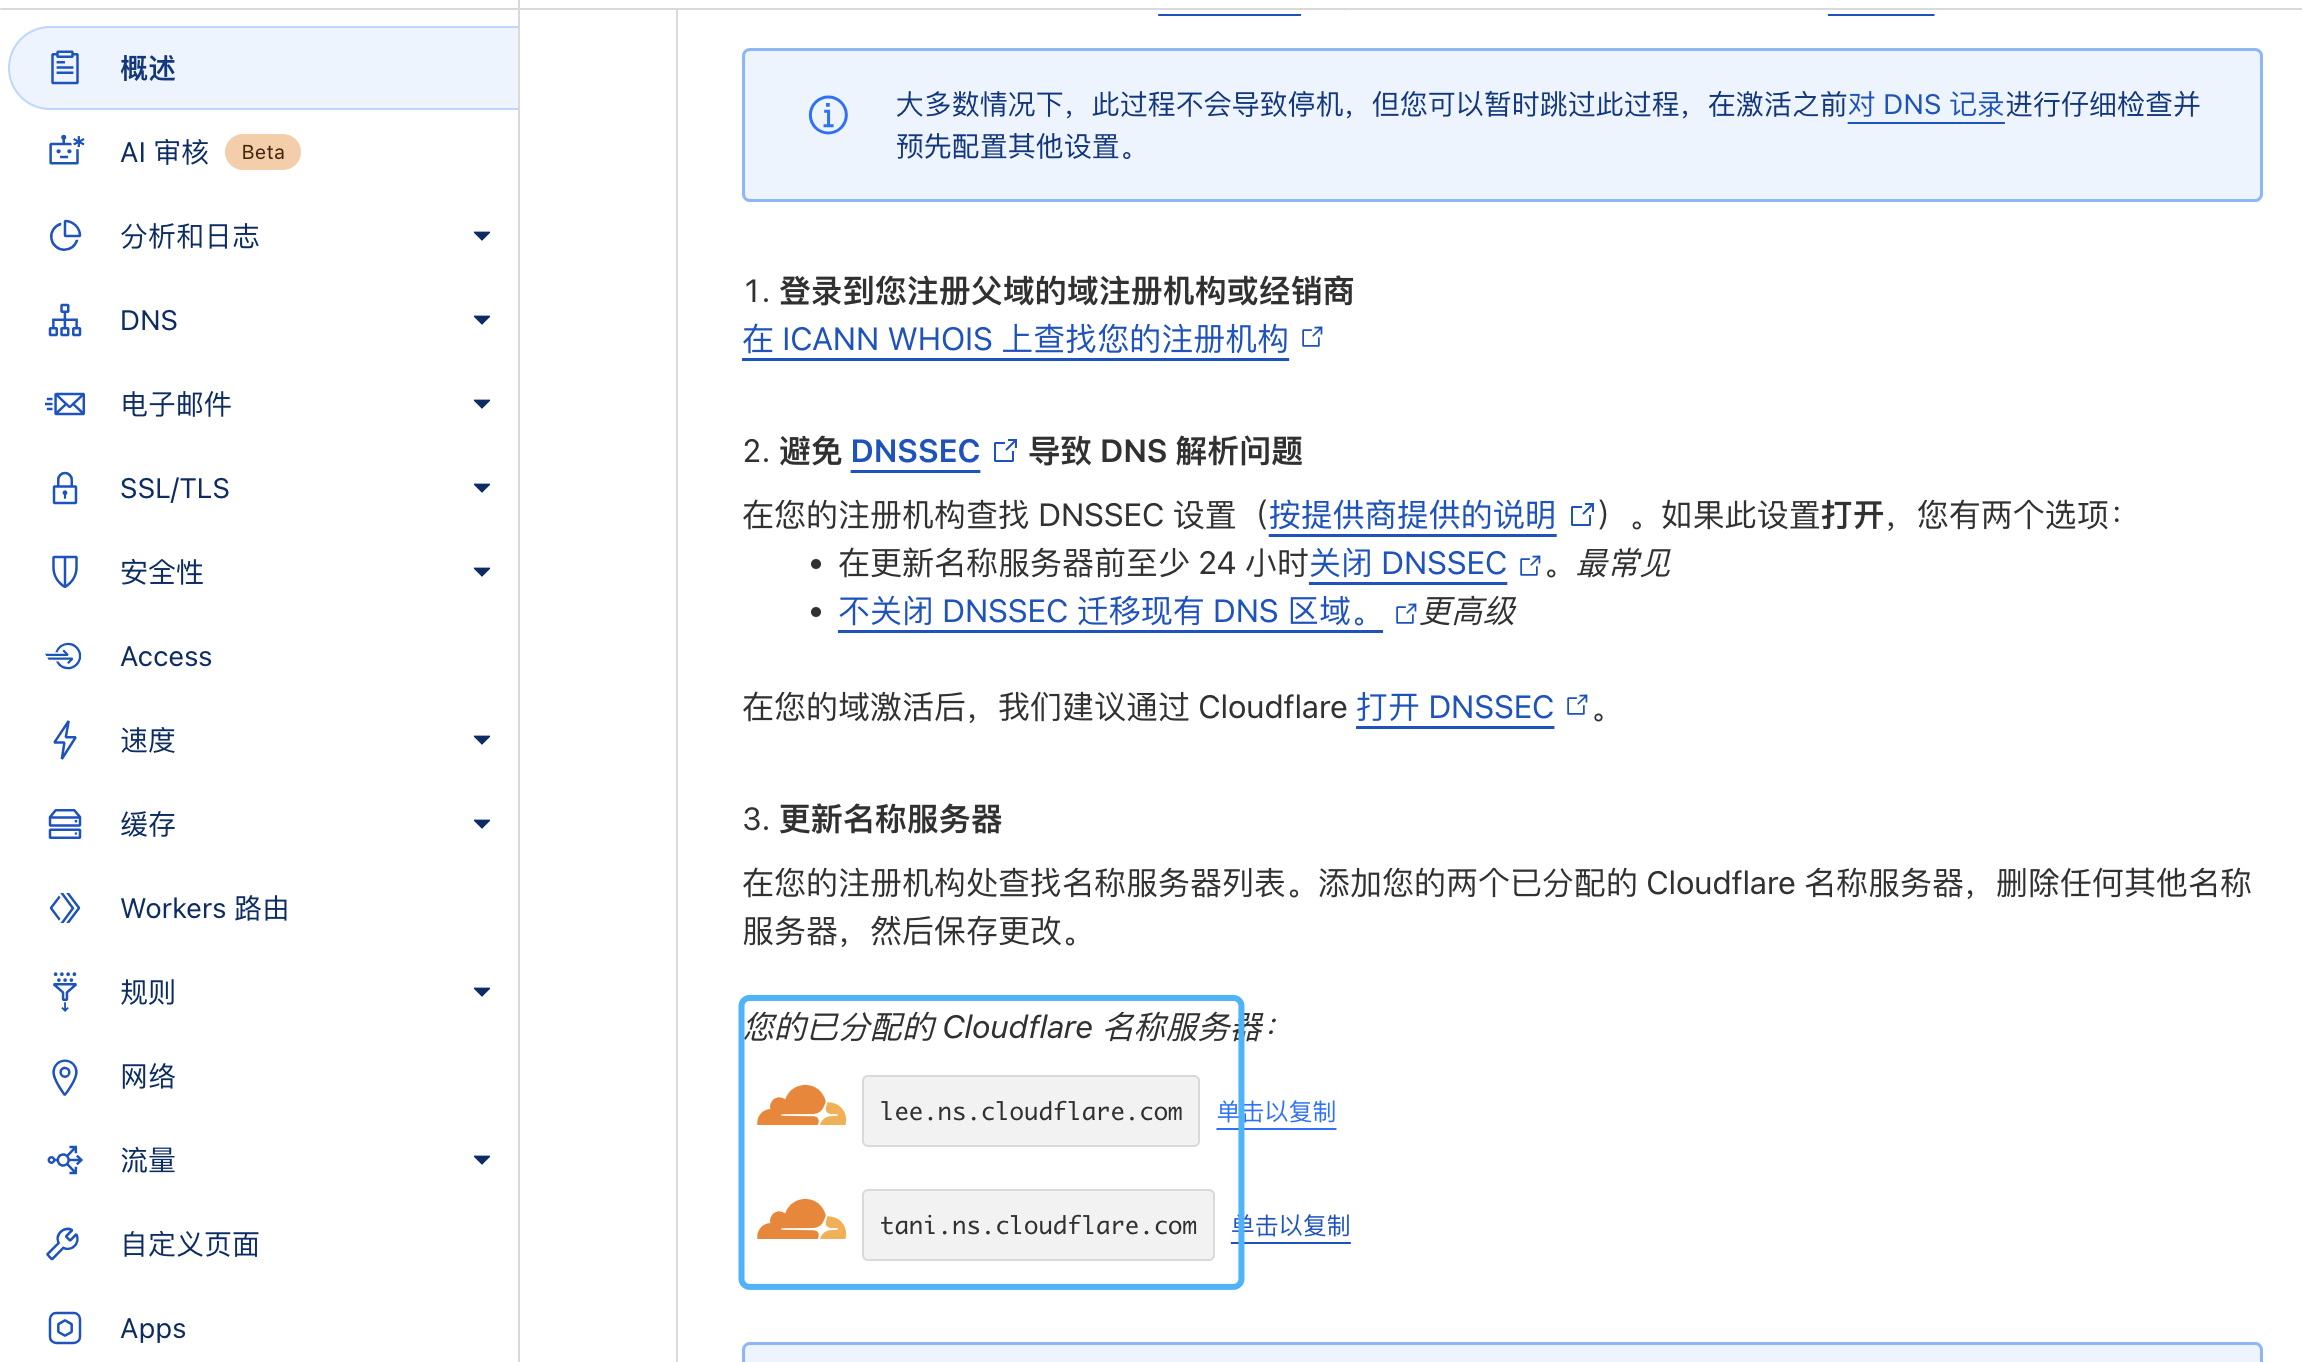 概述
AI 审核 Beta
分析和日志
DNS
电子邮件
SSL/TLS
安全性
Access
速度
缓存
Workers 路由
规则
网络
流量
自定义页面
Apps
大多数情况下，此过程不会导致停机，但您可以暂时跳过此过程，在激活之前对 DNS 记录进行仔细检查并
预先配置其他设置。
1. 登录到您注册父域的域注册机构或经销商
在 ICANN WHOIS 上查找您的注册机构
2. 避免 DNSSEC 导致 DNS 解析问题
在您的注册机构查找 DNSSEC 设置（按提供商提供的说明）。如果此设置打开，您有两个选项：
• 在更新名称服务器前至少 24 小时关闭 DNSSEC。最常见
• 不关闭 DNSSEC 迁移现有 DNS 区域。更高级
在您的域激活后，我们建议通过 Cloudflare 打开 DNSSEC。
3. 更新名称服务器
在您的注册机构处查找名称服务器列表。添加您的两个已分配的 Cloudflare 名称服务器，删除任何其他名称
服务器，然后保存更改。
您的已分配的 Cloudflare 名称服务器：
lee.ns.cloudflare.com 单击以复制
tani.ns.cloudflare.com 单击以复制